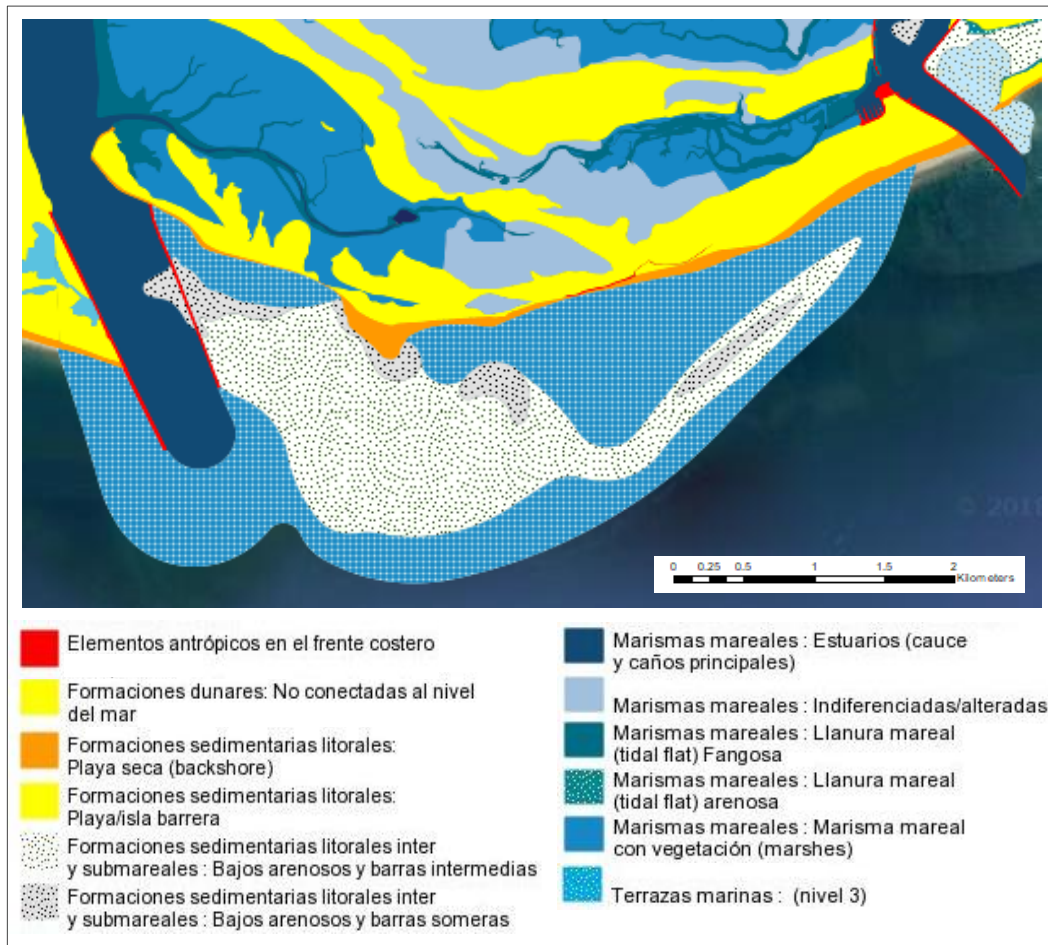 © 2018
0 0.25 0.5 1 1.5 2
Kilometers
Elementos antrópicos en el frente costero
Formaciones dunares: No conectadas al nivel
del mar
Formaciones sedimentarias litorales:
Playa seca (backshore)
Formaciones sedimentarias litorales:
Playa/isla barrera
Formaciones sedimentarias litorales inter
y submareales : Bajos arenosos y barras intermedias
Formaciones sedimentarias litorales inter
y submareales : Bajos arenosos y barras someras
Marismas mareales : Estuarios (cauce
y caños principales)
Marismas mareales : Indiferenciadas/alteradas
Marismas mareales : Llanura mareal
(tidal flat) Fangosa
Marismas mareales : Llanura mareal
(tidal flat) arenosa
Marismas mareales : Marisma mareal
con vegetación (marshes)
Terrazas marinas : (nivel 3)